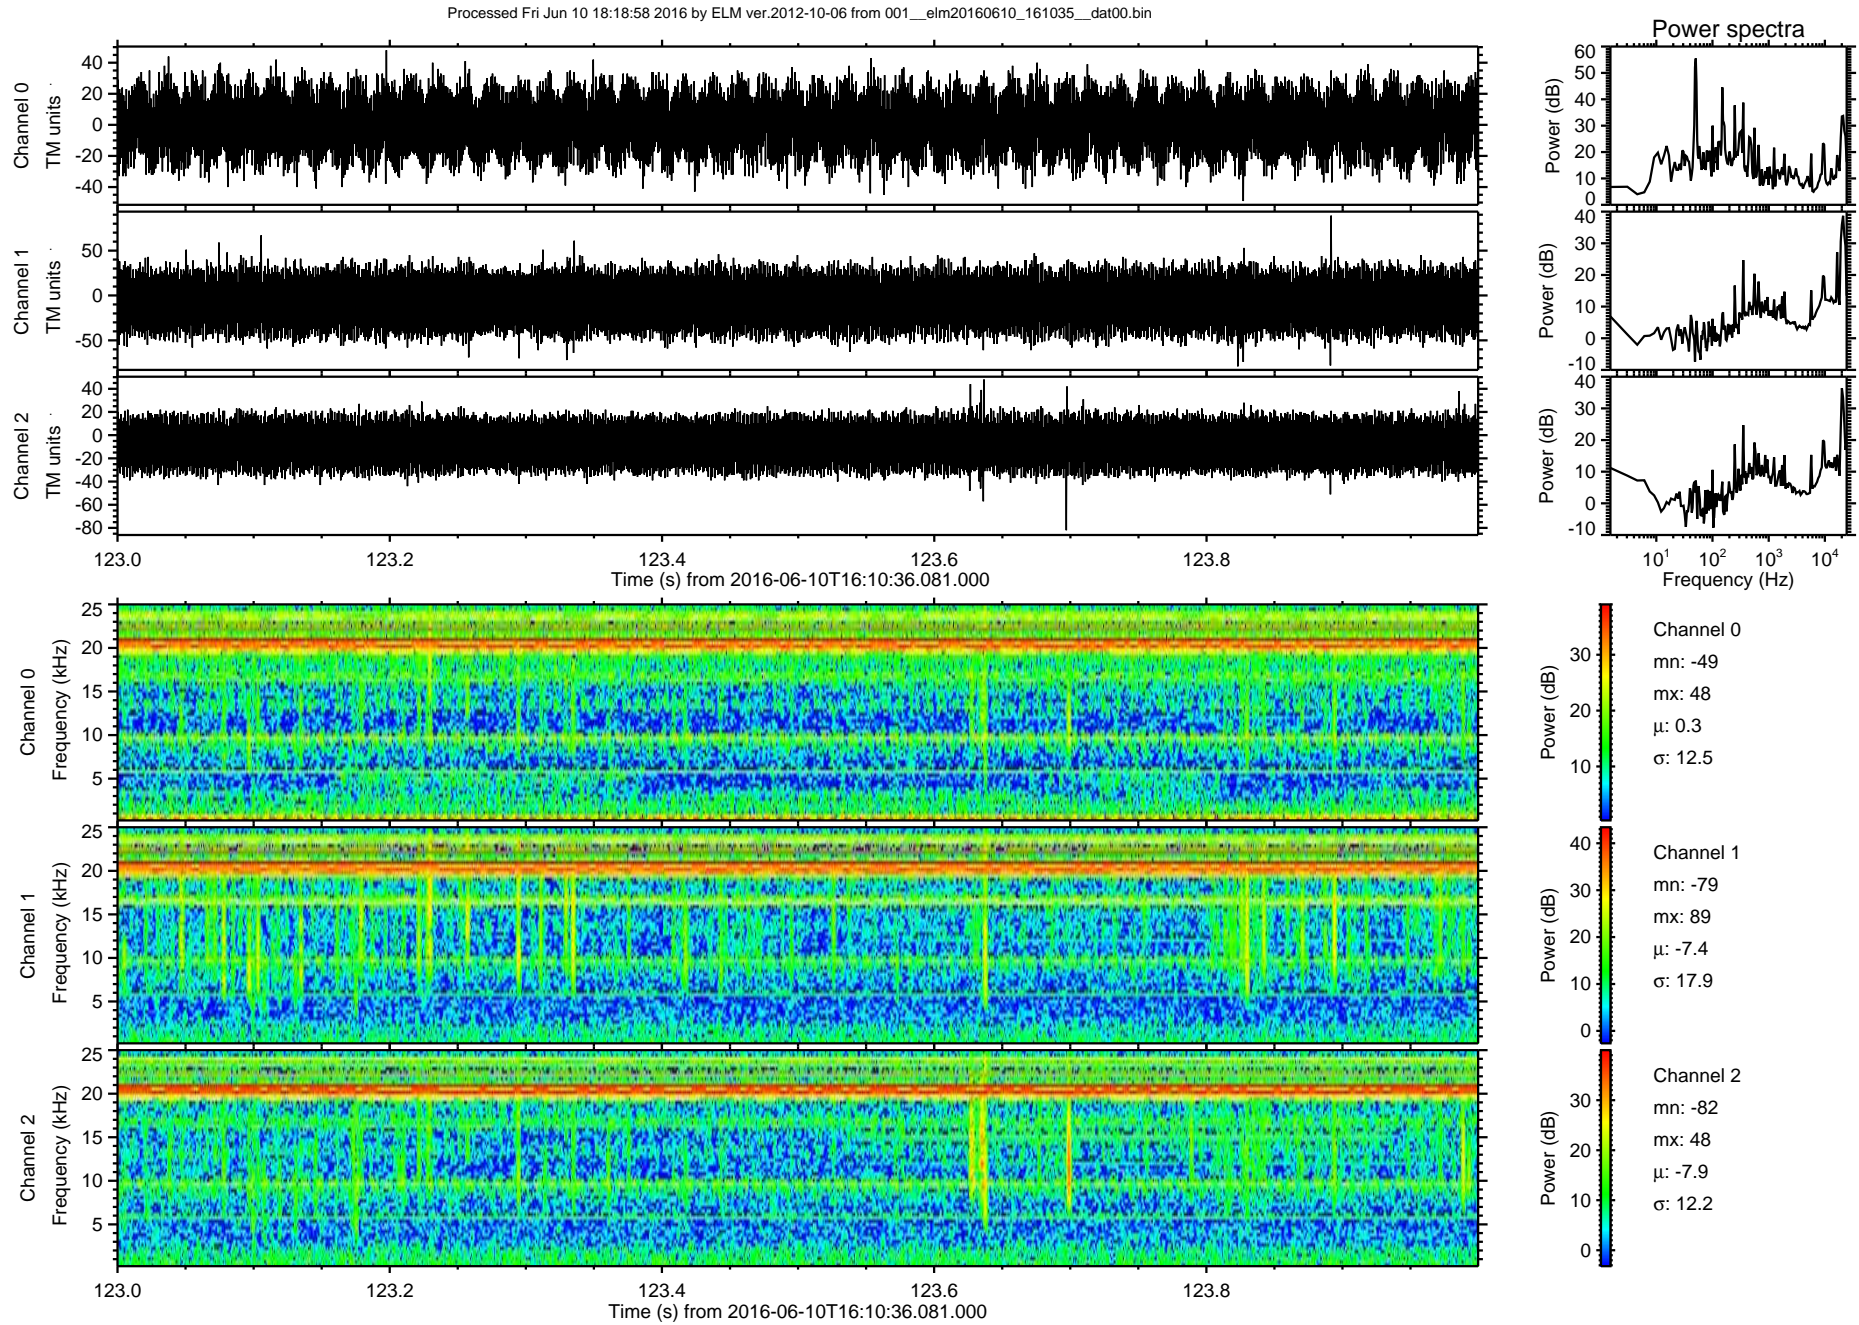 Processed Fri Jun 10 18:18:58 2016 by ELM ver.2012-10-06 from 001__elm20160610_161035__dat00.bin
Power spectra
Channel 0
TM units
40
20
0
-20
-40
Power (dB)
60
50
40
30
20
10
0
Channel 1
TM units
50
0
-50
Power (dB)
40
30
20
10
0
-10
Channel 2
TM units
40
20
0
-20
-40
-60
-80
Power (dB)
40
30
20
10
0
-10
123.0 123.2 123.4 123.6 123.8
Time (s) from 2016-06-10T16:10:36.081.000
10¹ 10² 10³ 10⁴
Frequency (Hz)
Channel 0
Frequency (kHz)
25
20
15
10
5
Power (dB)
30
20
10
Channel 0
mn: -49
mx: 48
μ: 0.3
σ: 12.5
Channel 1
Frequency (kHz)
25
20
15
10
5
Power (dB)
40
30
20
10
0
Channel 1
mn: -79
mx: 89
μ: -7.4
σ: 17.9
Channel 2
Frequency (kHz)
25
20
15
10
5
Power (dB)
30
20
10
0
Channel 2
mn: -82
mx: 48
μ: -7.9
σ: 12.2
123.0 123.2 123.4 123.6 123.8
Time (s) from 2016-06-10T16:10:36.081.000